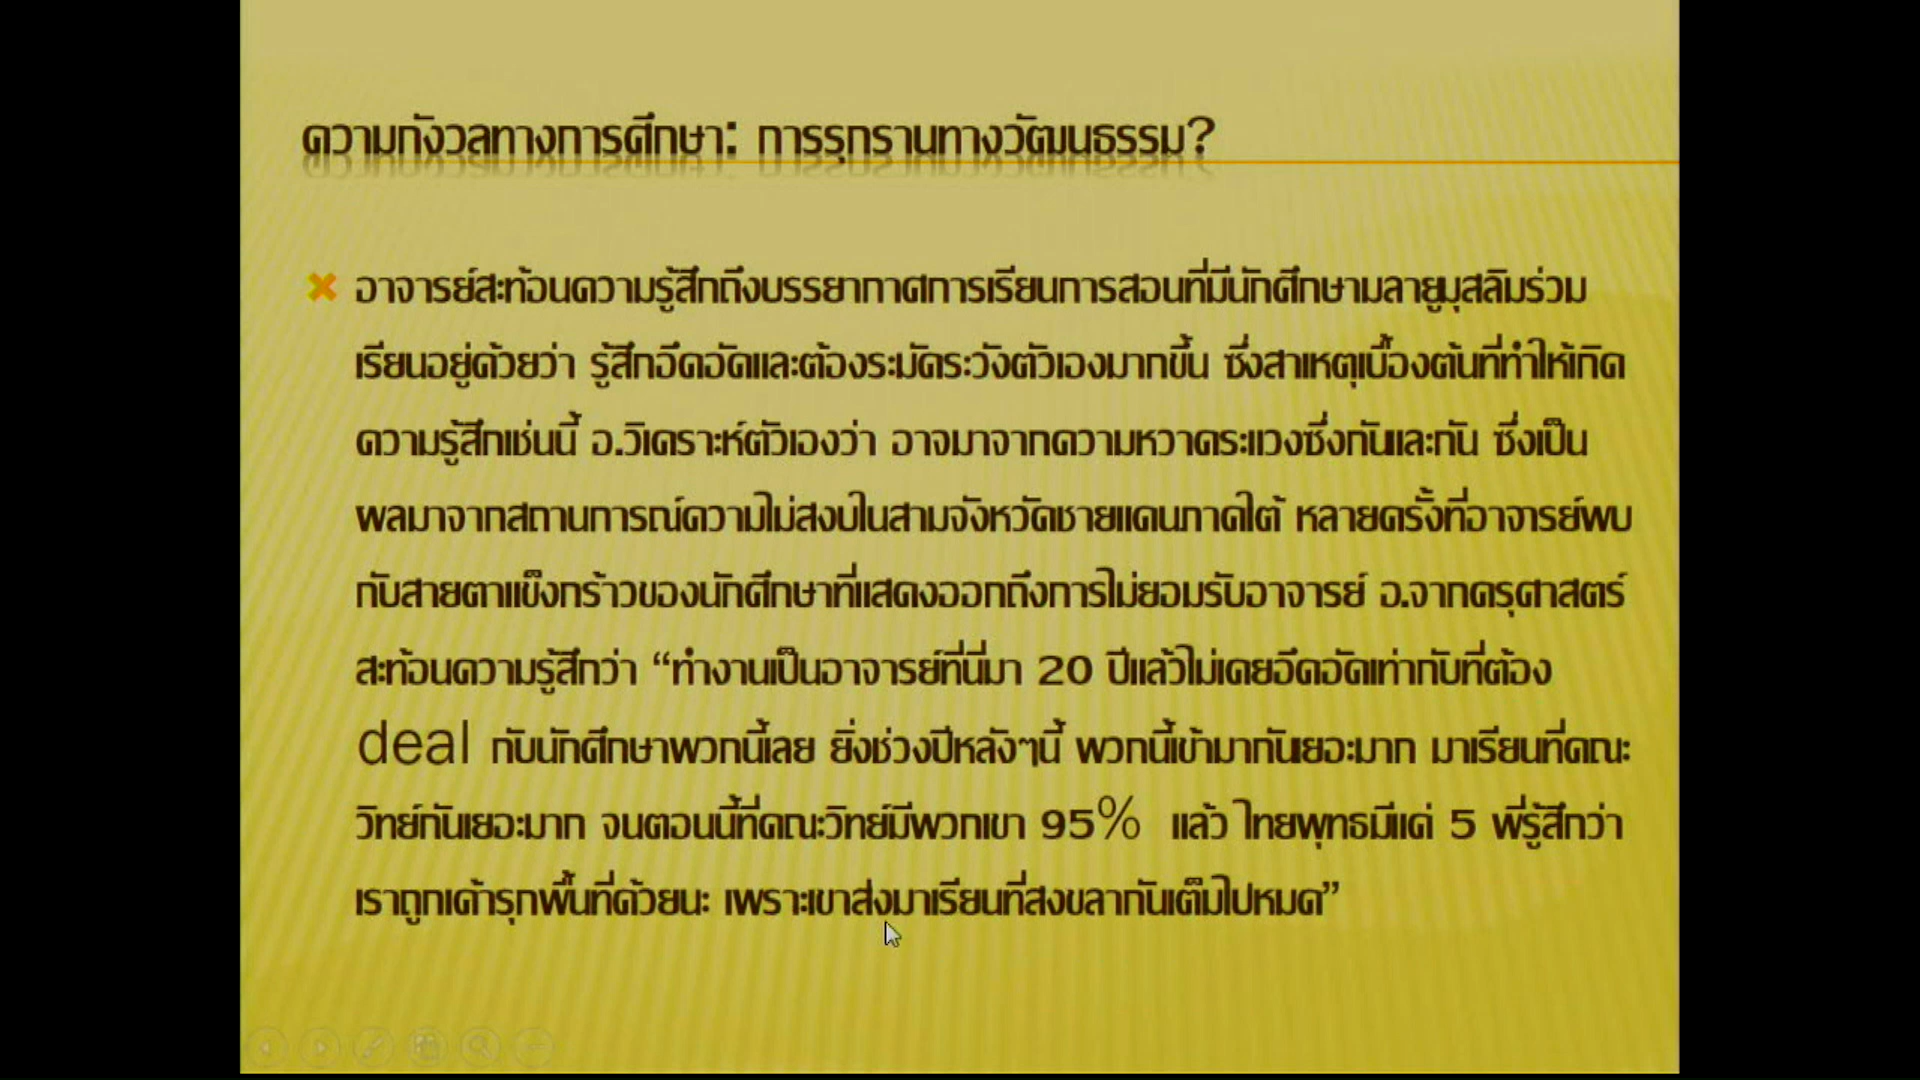 ความกังวลทางการศึกษา: การรุกรานทางวัฒนธรรม?
อาจารย์สะท้อนความรู้สึกถึงบรรยากาศการเรียนการสอนที่มีนักศึกษามลายูมุสลิมร่วม
เรียนอยู่ด้วยว่า รู้สึกอึดอัดและต้องระมัดระวังตัวเองมากขึ้น ซึ่งสาเหตุเบื้องต้นที่ทำให้เกิด
ความรู้สึกเช่นนี้ อ.วิเคราะห์ตัวเองว่า อาจมาจากความหวาดระแวงซึ่งกันและกัน ซึ่งเป็น
ผลมาจากสถานการณ์ความไม่สงบในสามจังหวัดชายแดนภาคใต้ หลายครั้งที่อาจารย์พบ
กับสายตาแข็งกร้าวของนักศึกษาที่แสดงออกถึงการไม่ยอมรับอาจารย์ อ.จากครุศาสตร์
สะท้อนความรู้สึกว่า “ทำงานเป็นอาจารย์ที่นี่มา 20 ปีแล้วไม่เคยอึดอัดเท่ากับที่ต้อง
deal กับนักศึกษาพวกนี้เลย ยิ่งช่วงปีหลังๆนี้ พวกนี้เข้ามากันเยอะมาก มาเรียนที่คณะ
วิทย์กันเยอะมาก จนตอนนี้ที่คณะวิทย์มีพวกเขา 95% แล้ว ไทยพุทธมีแค่ 5 พี่รู้สึกว่า
เราถูกเค้ารุกพื้นที่ด้วยนะ เพราะเขาส่งมาเรียนที่สงขลากันเต็มไปหมด”